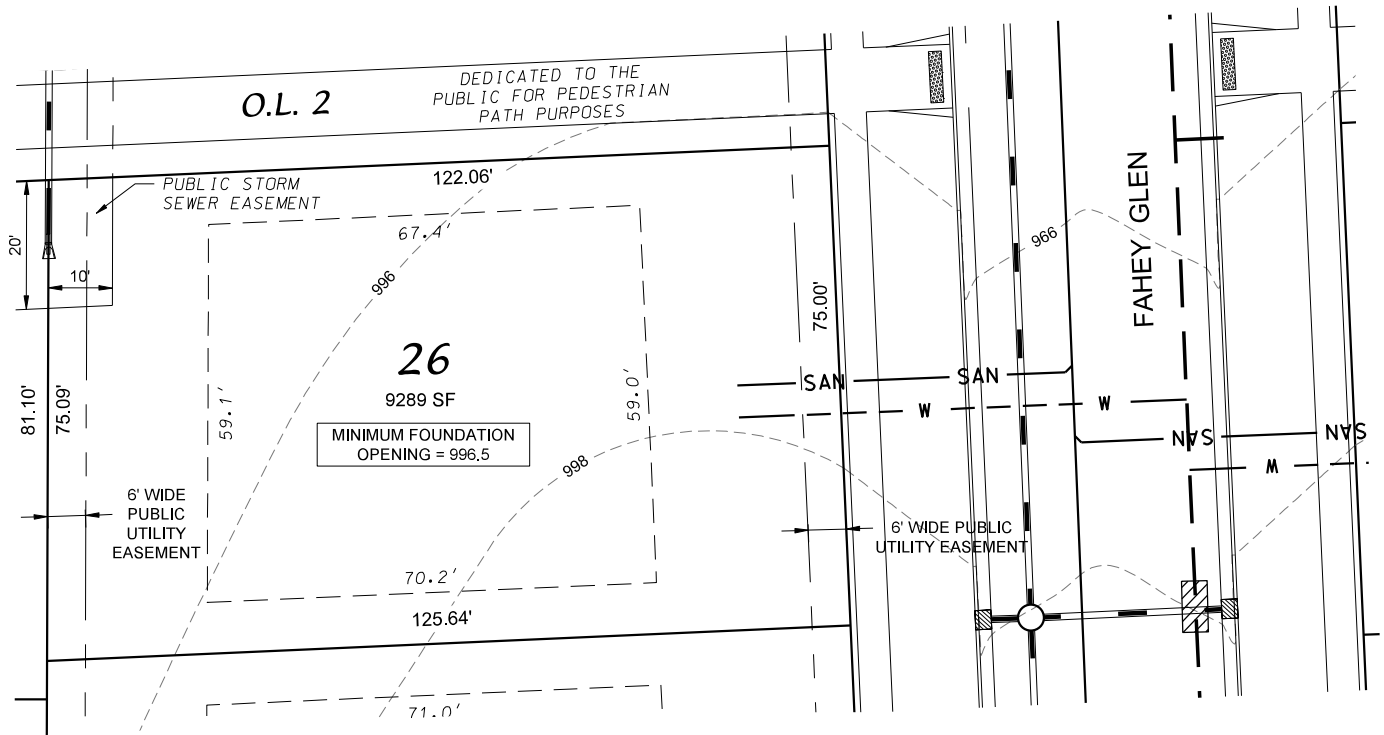 DEDICATED TO THE
PUBLIC FOR PEDESTRIAN
PATH PURPOSES
O.L. 2
PUBLIC STORM
SEWER EASEMENT
122.06'
20'
10'
67.4'
996
966
FAHEY GLEN
75.00'
26
9289 SF
MINIMUM FOUNDATION
OPENING = 996.5
59.1'
59.0'
81.10'
75.09'
SAN
SAN
W
W
SAN
SAN
W
998
6' WIDE
PUBLIC
UTILITY
EASEMENT
6' WIDE PUBLIC
UTILITY EASEMENT
70.2'
125.64'
71.0'